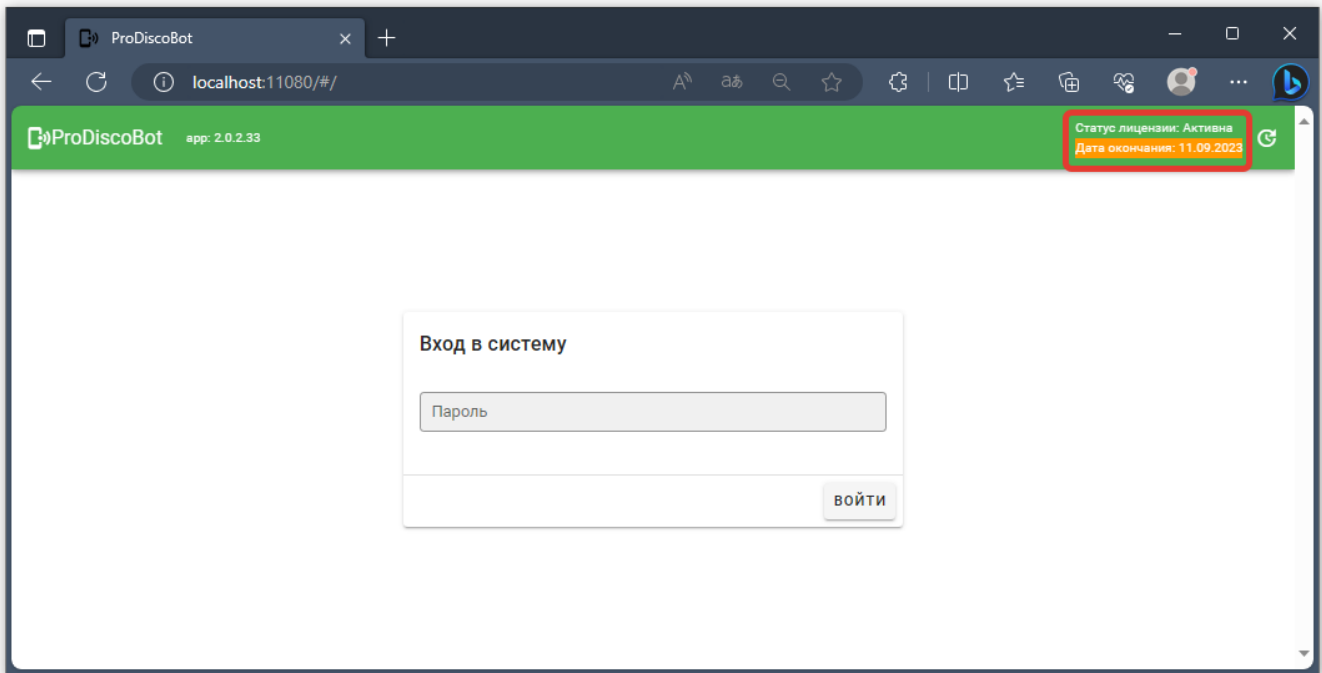 ProDiscoBot
localhost:11080/#/
ProDiscoBot app: 2.0.2.33
Статус лицензии: Активна
Дата окончания: 11.09.2023
Вход в систему
Пароль
ВОЙТИ